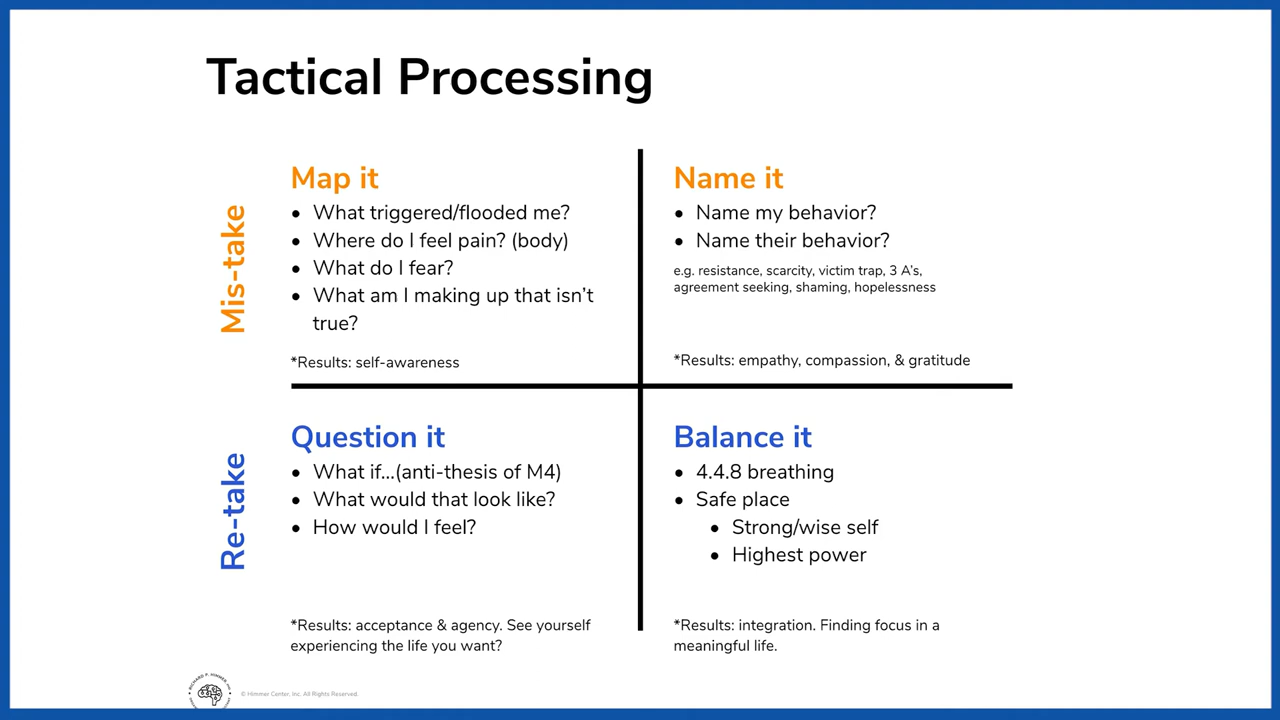 Tactical Processing
Mis-take
Map it
• What triggered/flooded me?
• Where do I feel pain? (body)
• What do I fear?
• What am I making up that isn’t
true?
*Results: self-awareness
Name it
• Name my behavior?
• Name their behavior?
e.g. resistance, scarcity, victim trap, 3 A’s,
agreement seeking, shaming, hopelessness
*Results: empathy, compassion, & gratitude
Re-take
Question it
• What if...(anti-thesis of M4)
• What would that look like?
• How would I feel?
*Results: acceptance & agency. See yourself
experiencing the life you want?
Balance it
• 4.4.8 breathing
• Safe place
• Strong/wise self
• Highest power
*Results: integration. Finding focus in a
meaningful life.
RICHARD P. HIMMER
© Himmer Center, Inc. All Rights Reserved.